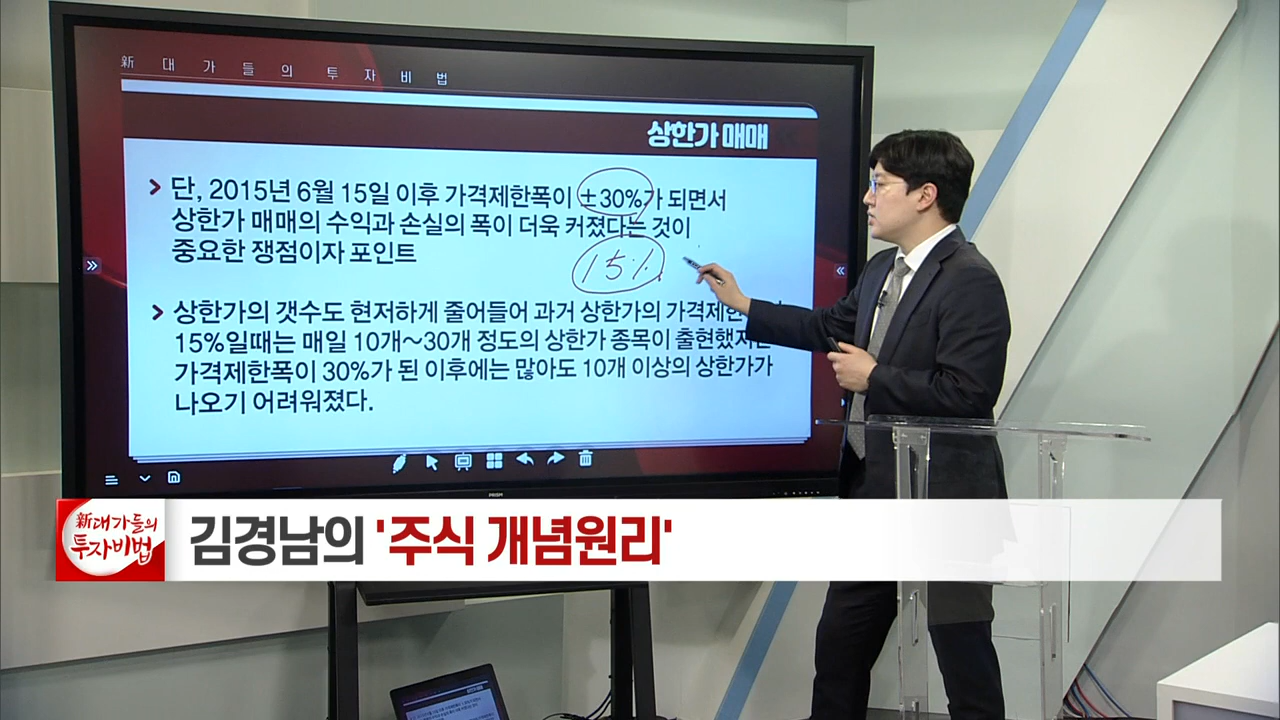 新 대 가 들 의 투 자 비 법
상한가 매매
단, 2015년 6월 15일 이후 가격제한폭이 ±30%가 되면서
상한가 매매의 수익과 손실의 폭이 더욱 커졌다는 것이
중요한 쟁점이자 포인트
15%
상한가의 갯수도 현저하게 줄어들어 과거 상한가의 가격제한
15%일때는 매일 10개~30개 정도의 상한가 종목이 출현했지만
가격제한폭이 30%가 된 이후에는 많아도 10개 이상의 상한가가
나오기 어려워졌다.
PRISM
新대가들의
투자비법
김경남의 '주식 개념원리'